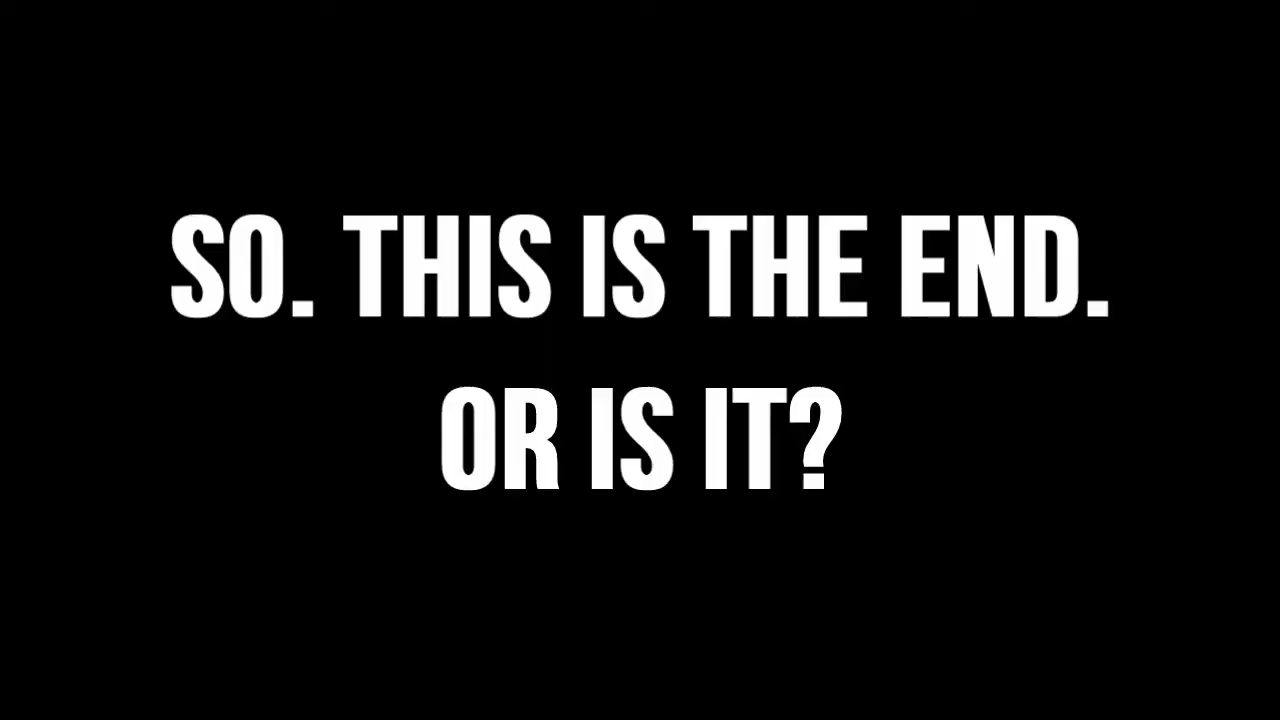 SO. THIS IS THE END.
OR IS IT?